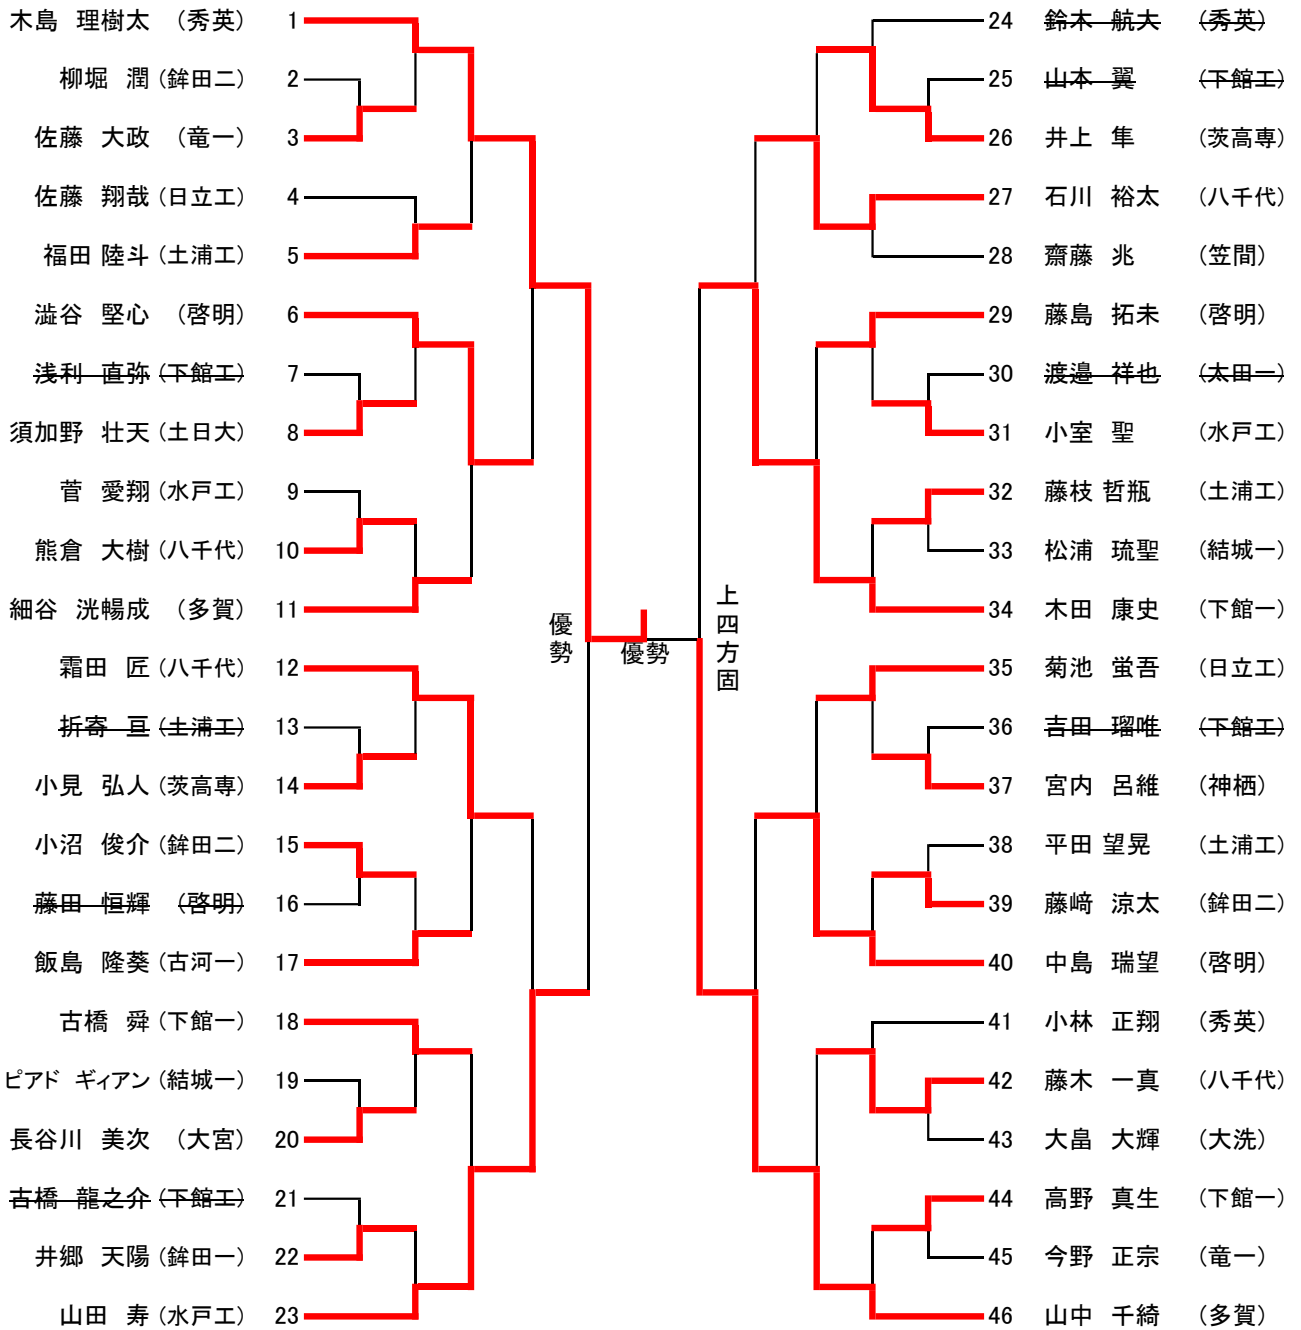 木島 理樹太 (秀英) 1
柳堀 潤 (鉾田二) 2
佐藤 大政 (竜一) 3
佐藤 翔哉 (日立工) 4
福田 陸斗 (土浦工) 5
澁谷 堅心 (啓明) 6
浅利 直弥 (下館工) 7
須加野 壮天 (土日大) 8
菅 愛翔 (水戸工) 9
熊倉 大樹 (八千代) 10
細谷 洸暢成 (多賀) 11
霜田 匠 (八千代) 12
折寄 亘 (土浦工) 13
小見 弘人 (茨高専) 14
小沼 俊介 (鉾田二) 15
藤田 恒輝 (啓明) 16
飯島 隆葵 (古河一) 17
古橋 舜 (下館一) 18
ピアド ギィアン (結城一) 19
長谷川 美次 (大宮) 20
古橋 龍之介 (下館工) 21
井郷 天陽 (鉾田一) 22
山田 寿 (水戸工) 23
優勢
優勢
上四方固
24 鈴木 航大 (秀英)
25 山本 翼 (下館工)
26 井上 隼 (茨高専)
27 石川 裕太 (八千代)
28 齋藤 兆 (笠間)
29 藤島 拓未 (啓明)
30 渡邉 祥也 (太田一)
31 小室 聖 (水戸工)
32 藤枝 哲瓶 (土浦工)
33 松浦 琉聖 (結城一)
34 木田 康史 (下館一)
35 菊池 蛍吾 (日立工)
36 吉田 瑠唯 (下館工)
37 宮内 呂維 (神栖)
38 平田 望晃 (土浦工)
39 藤﨑 涼太 (鉾田二)
40 中島 瑞望 (啓明)
41 小林 正翔 (秀英)
42 藤木 一真 (八千代)
43 大畠 大輝 (大洗)
44 高野 真生 (下館一)
45 今野 正宗 (竜一)
46 山中 千綺 (多賀)